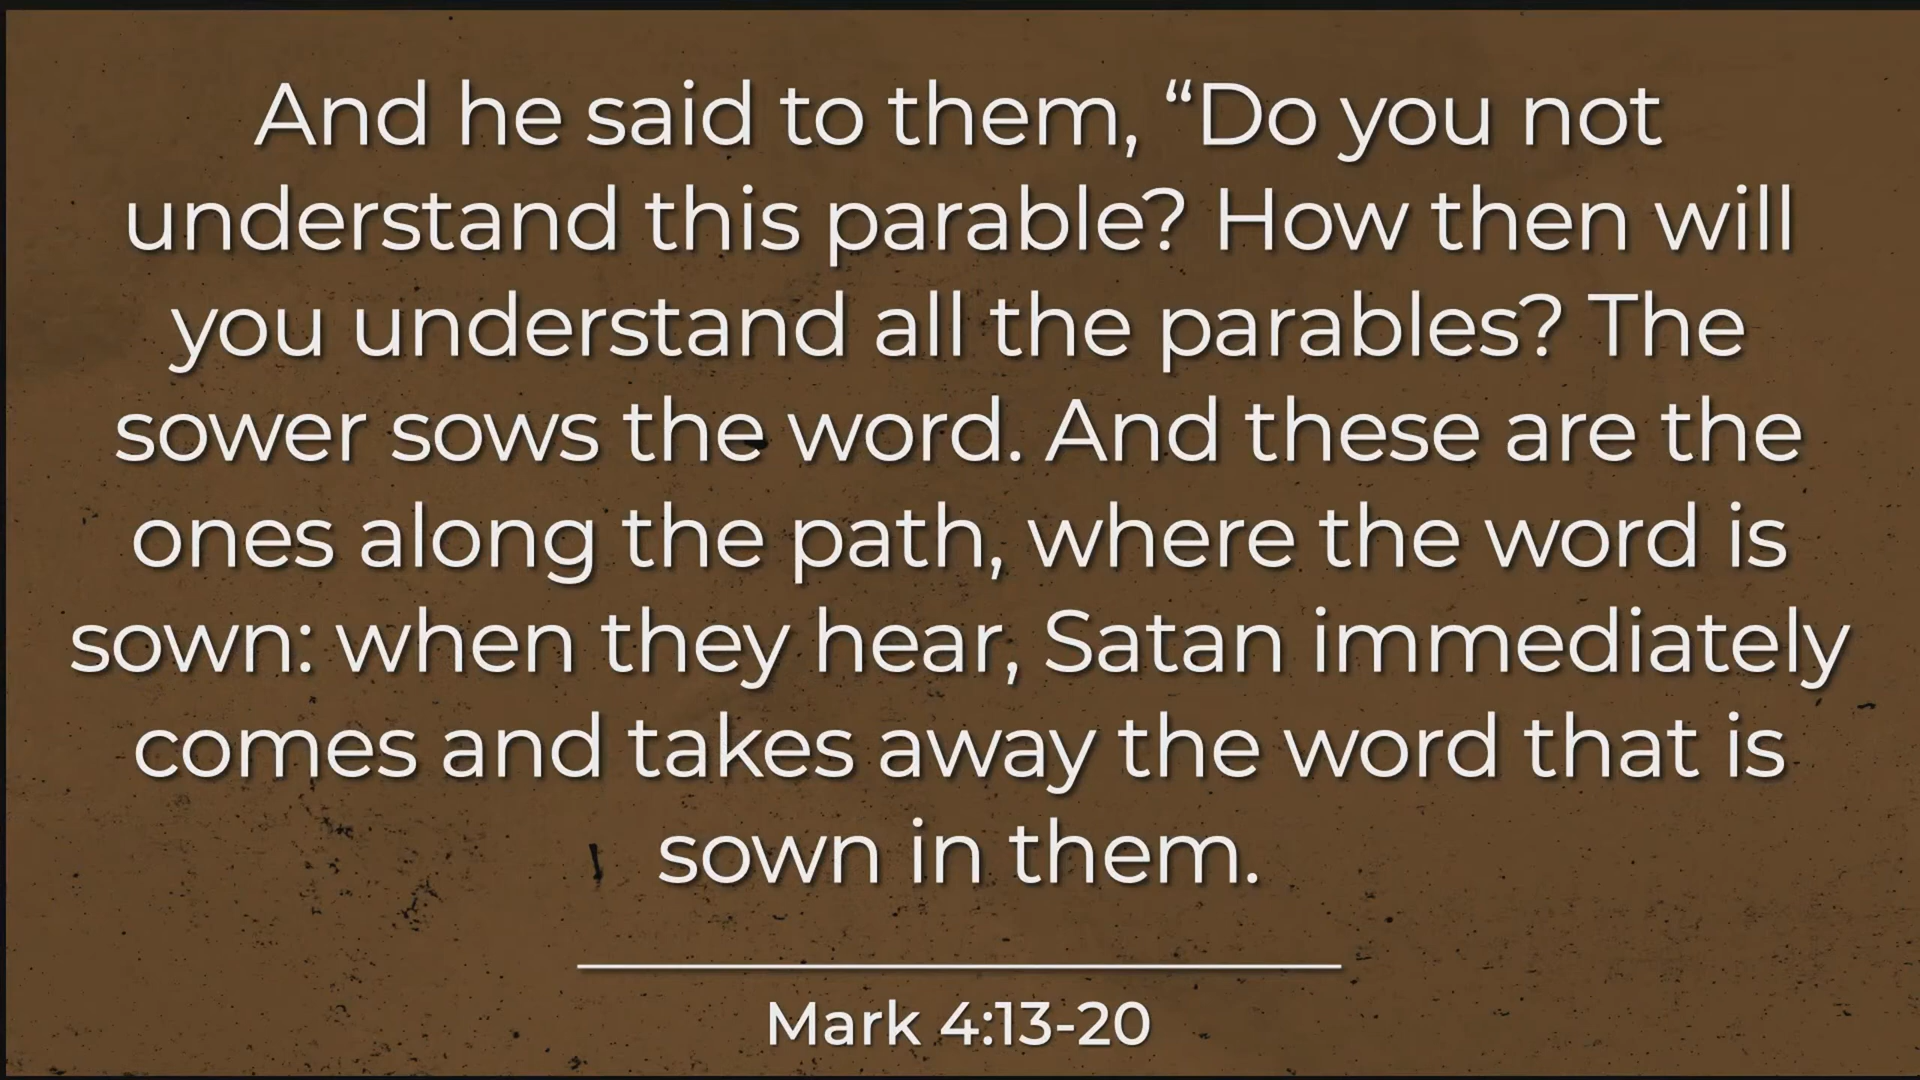 And he said to them, “Do you not
understand this parable? How then will
you understand all the parables? The
sower sows the word. And these are the
ones along the path, where the word is
sown: when they hear, Satan immediately
comes and takes away the word that is
sown in them.
Mark 4:13-20